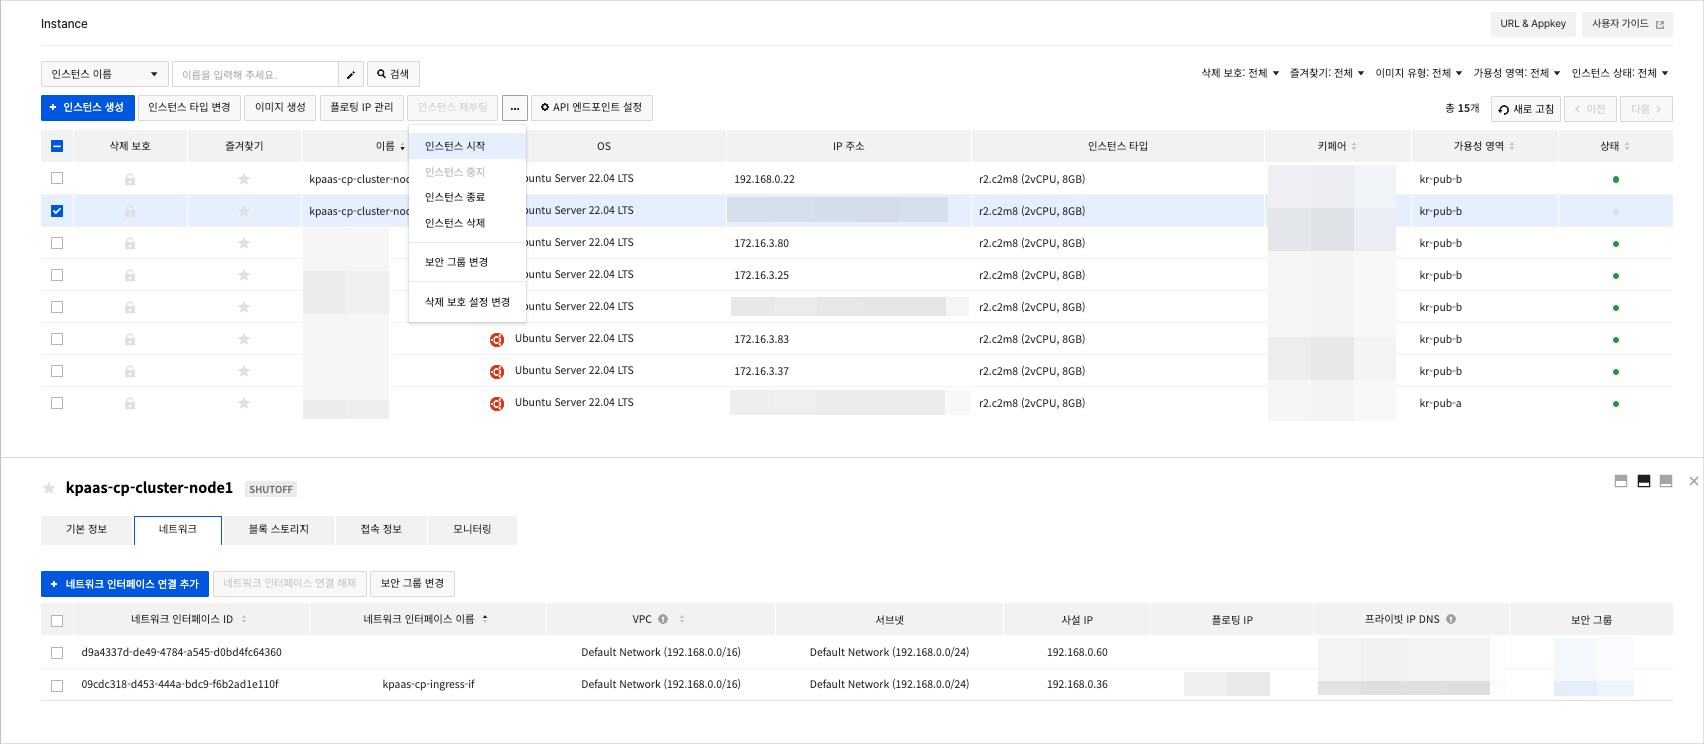 Instance
URL & Appkey
사용자 가이드
인스턴스 이름
이름을 입력해 주세요.
검색
삭제 보호: 전체
즐겨찾기: 전체
이미지 유형: 전체
가용성 영역: 전체
인스턴스 상태: 전체
+ 인스턴스 생성
인스턴스 타입 변경
이미지 생성
플로팅 IP 관리
인스턴스 재부팅
...
API 엔드포인트 설정
총 15개
새로 고침
< 이전
다음 >
삭제 보호
즐겨찾기
이름
OS
IP 주소
인스턴스 타입
키페어
가용성 영역
상태
인스턴스 시작
인스턴스 중지
인스턴스 종료
인스턴스 삭제
보안 그룹 변경
삭제 보호 설정 변경
kpaas-cp-cluster-nod
buntu Server 22.04 LTS
192.168.0.22
r2.c2m8 (2vCPU, 8GB)
kr-pub-b
kpaas-cp-cluster-nod
buntu Server 22.04 LTS
r2.c2m8 (2vCPU, 8GB)
kr-pub-b
buntu Server 22.04 LTS
172.16.3.80
r2.c2m8 (2vCPU, 8GB)
kr-pub-b
buntu Server 22.04 LTS
172.16.3.25
r2.c2m8 (2vCPU, 8GB)
kr-pub-b
buntu Server 22.04 LTS
r2.c2m8 (2vCPU, 8GB)
kr-pub-b
Ubuntu Server 22.04 LTS
172.16.3.83
r2.c2m8 (2vCPU, 8GB)
kr-pub-b
Ubuntu Server 22.04 LTS
172.16.3.37
r2.c2m8 (2vCPU, 8GB)
kr-pub-b
Ubuntu Server 22.04 LTS
r2.c2m8 (2vCPU, 8GB)
kr-pub-a
kpaas-cp-cluster-node1
SHUTOFF
기본 정보
네트워크
블록 스토리지
접속 정보
모니터링
+ 네트워크 인터페이스 연결 추가
네트워크 인터페이스 연결 해제
보안 그룹 변경
네트워크 인터페이스 ID
네트워크 인터페이스 이름
VPC
서브넷
사설 IP
플로팅 IP
프라이빗 IP DNS
보안 그룹
d9a4337d-de49-4784-a545-d0bd4fc64360
Default Network (192.168.0.0/16)
Default Network (192.168.0.0/24)
192.168.0.60
09cdc318-d453-444a-bdc9-f6b2ad1e110f
kpaas-cp-ingress-if
Default Network (192.168.0.0/16)
Default Network (192.168.0.0/24)
192.168.0.36